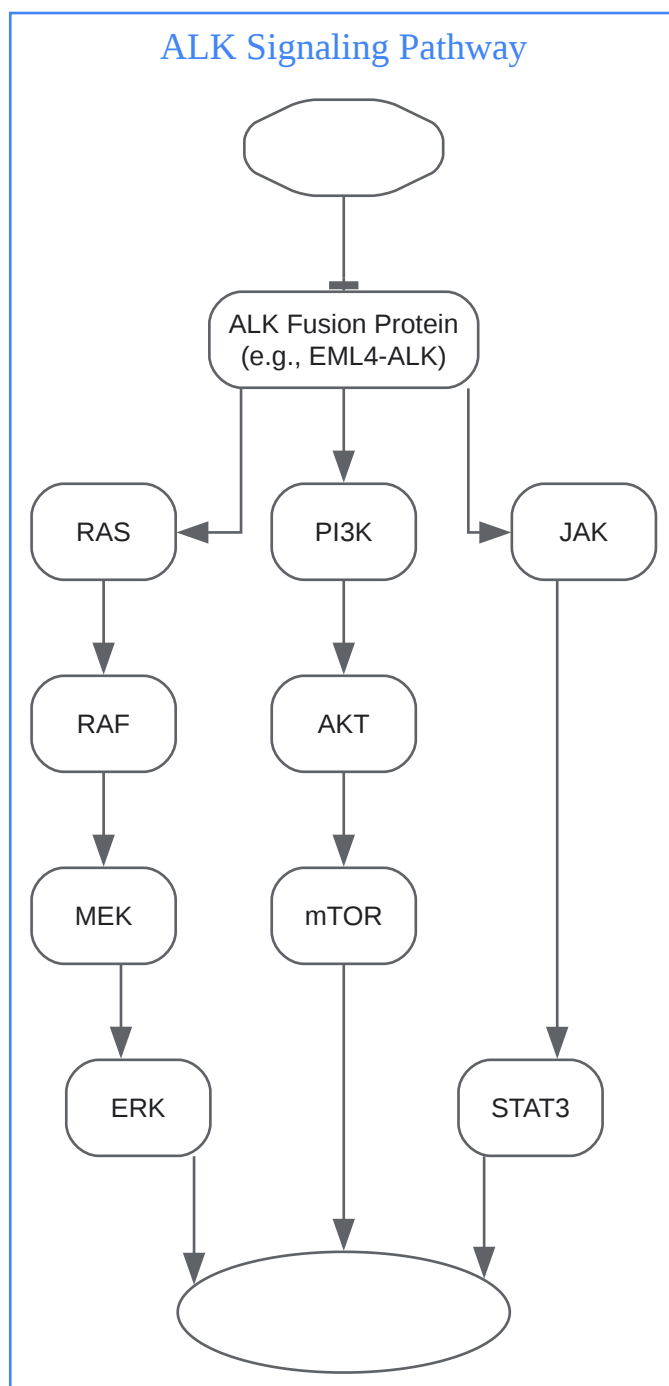 ALK Signaling Pathway
ALK Fusion Protein
(e.g., EML4-ALK)
RAS
PI3K
JAK
RAF
AKT
MEK
mTOR
ERK
STAT3